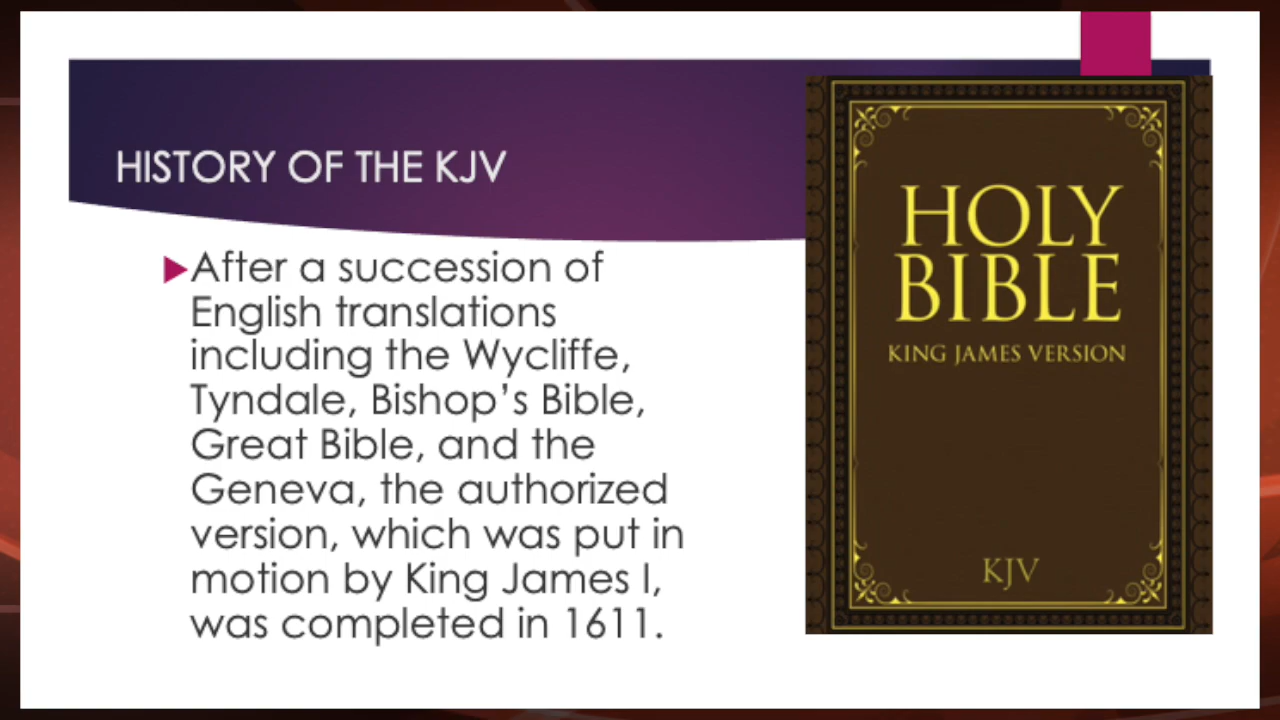 HISTORY OF THE KJV
After a succession of
English translations
including the Wycliffe,
Tyndale, Bishop’s Bible,
Great Bible, and the
Geneva, the authorized
version, which was put in
motion by King James I,
was completed in 1611.
HOLY
BIBLE
KING JAMES VERSION
KJV